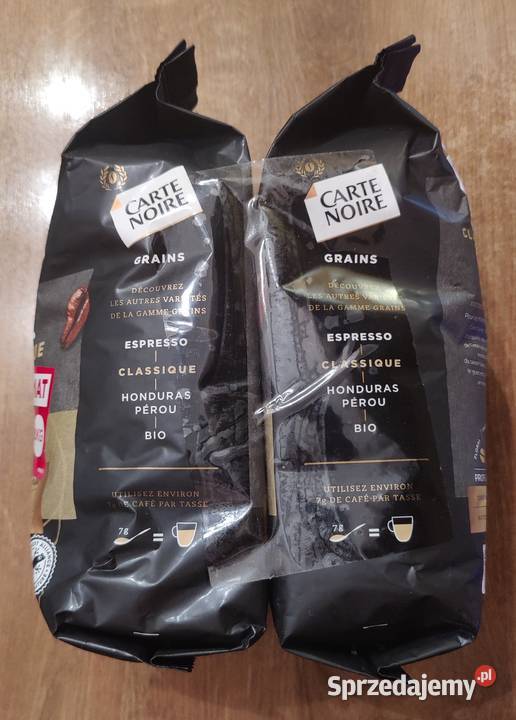 CARTE
NOIRE
GRAINS
DÉCOUVREZ
LES AUTRES VARIÉTÉS
DE LA GAMME GRAINS
ESPRESSO
CLASSIQUE
HONDURAS
PÉROU
BIO
UTILISEZ ENVIRON
7g DE CAFÉ PAR TASSE
7g
=
CARTE
NOIRE
GRAINS
DÉCOUVREZ
LES AUTRES VARIÉTÉS
DE LA GAMME GRAINS
ESPRESSO
CLASSIQUE
HONDURAS
PÉROU
BIO
UTILISEZ ENVIRON
7g DE CAFÉ PAR TASSE
7g
=
Sprzedajemy.pl